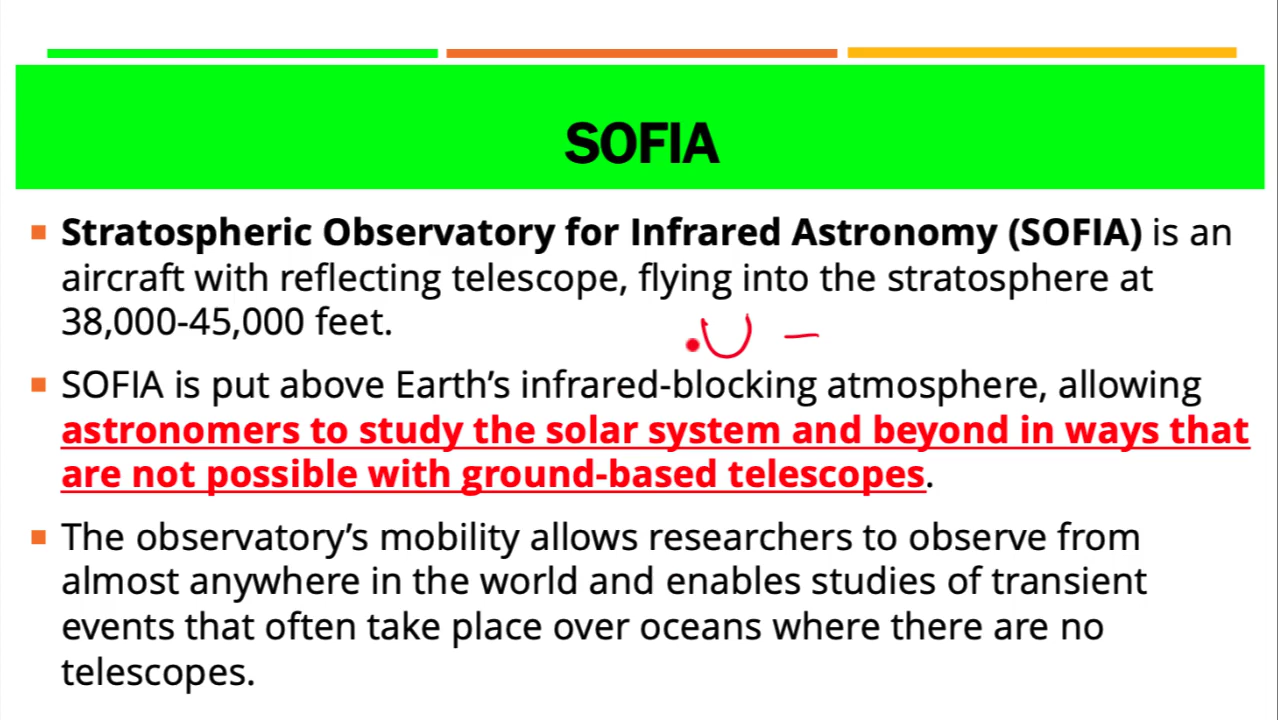 SOFIA
Stratospheric Observatory for Infrared Astronomy (SOFIA) is an
aircraft with reflecting telescope, flying into the stratosphere at
38,000-45,000 feet.
SOFIA is put above Earth’s infrared-blocking atmosphere, allowing
astronomers to study the solar system and beyond in ways that
are not possible with ground-based telescopes.
The observatory’s mobility allows researchers to observe from
almost anywhere in the world and enables studies of transient
events that often take place over oceans where there are no
telescopes.